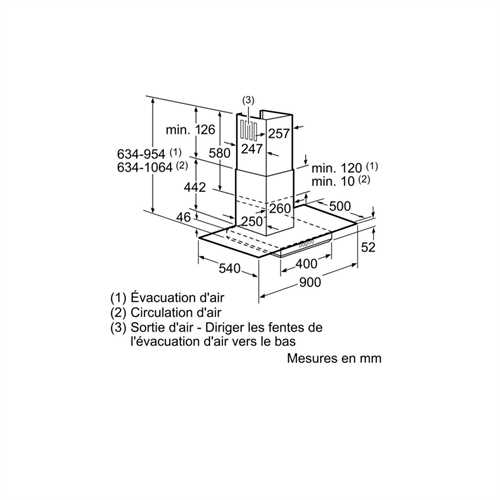 (3)
min. 126
257
580
247
634-954 (1)
634-1064 (2)
min. 120 (1)
min. 10 (2)
442
500
260
46
250
52
540
400
900
(1) Évacuation d'air
(2) Circulation d'air
(3) Sortie d'air - Diriger les fentes de
l'évacuation d'air vers le bas
Mesures en mm